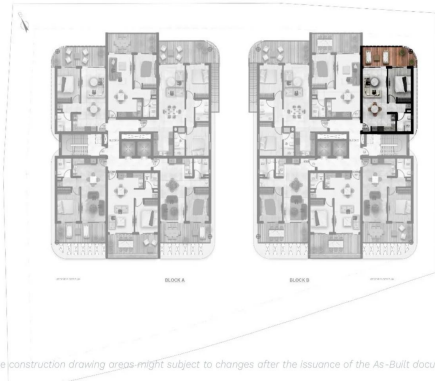 BLOCK A
BLOCK B
e construction drawing areas might subject to changes after the issuance of the As-Built docu